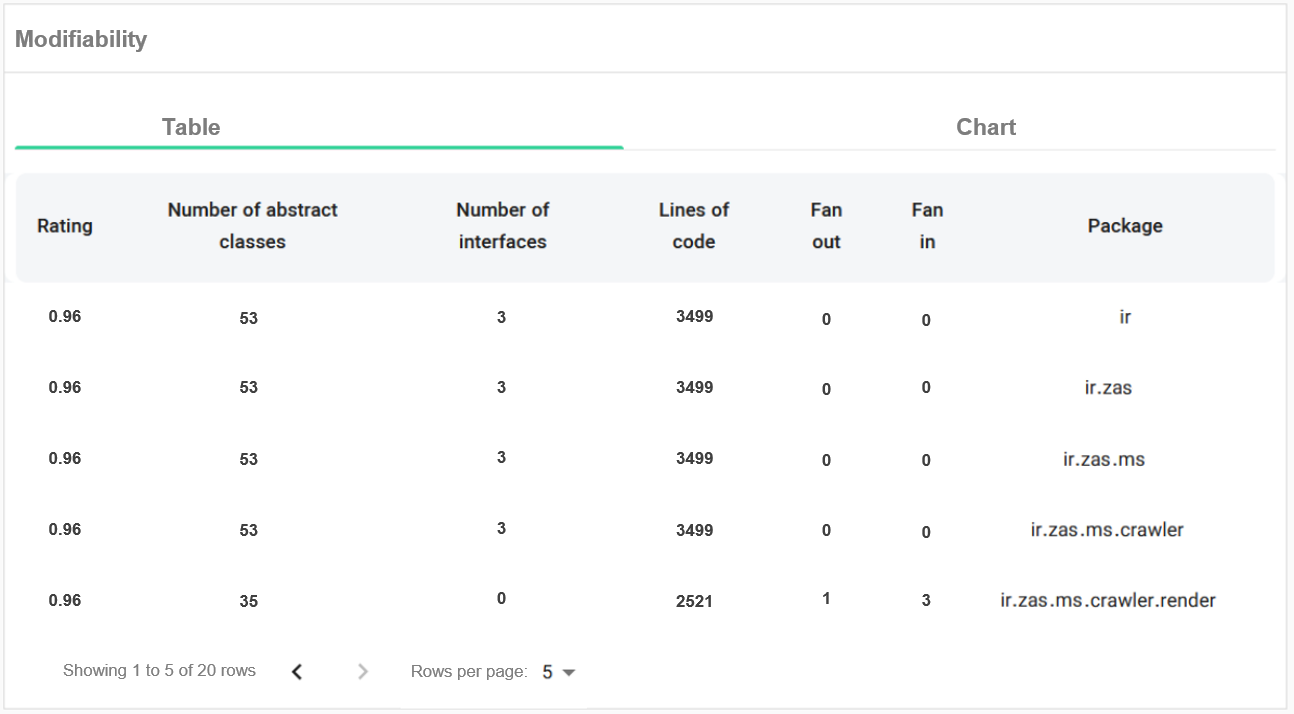 Modifiability
Table Chart
Rating Number of abstract classes Number of interfaces Lines of code Fan out Fan in Package
0.96 53 3 3499 0 0 ir
0.96 53 3 3499 0 0 ir.zas
0.96 53 3 3499 0 0 ir.zas.ms
0.96 53 3 3499 0 0 ir.zas.ms.crawler
0.96 35 0 2521 1 3 ir.zas.ms.crawler.render
Showing 1 to 5 of 20 rows Rows per page: 5